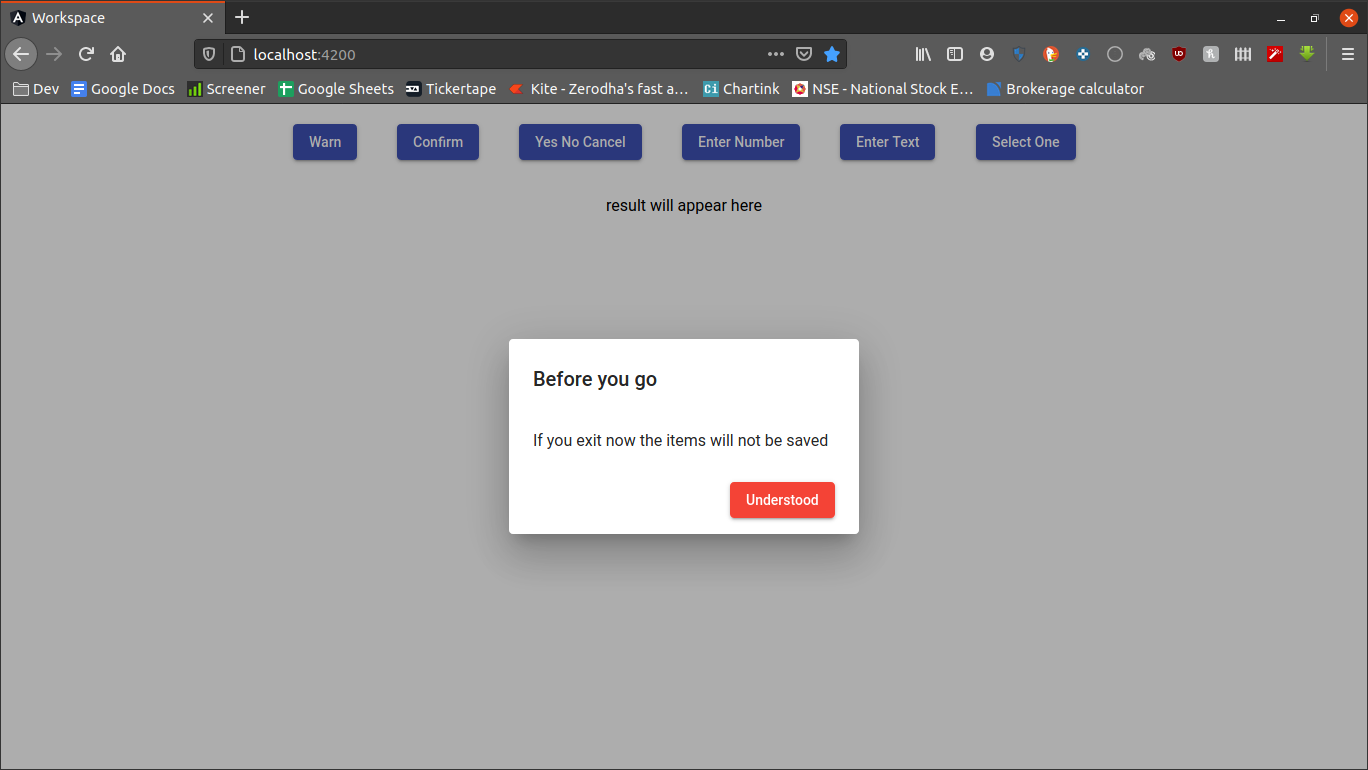 Workspace
localhost:4200
Dev Google Docs Screener Google Sheets Tickertape Kite - Zerodha's fast a... Chartink NSE - National Stock E... Brokerage calculator
Warn Confirm Yes No Cancel Enter Number Enter Text Select One
result will appear here
Before you go
If you exit now the items will not be saved
Understood